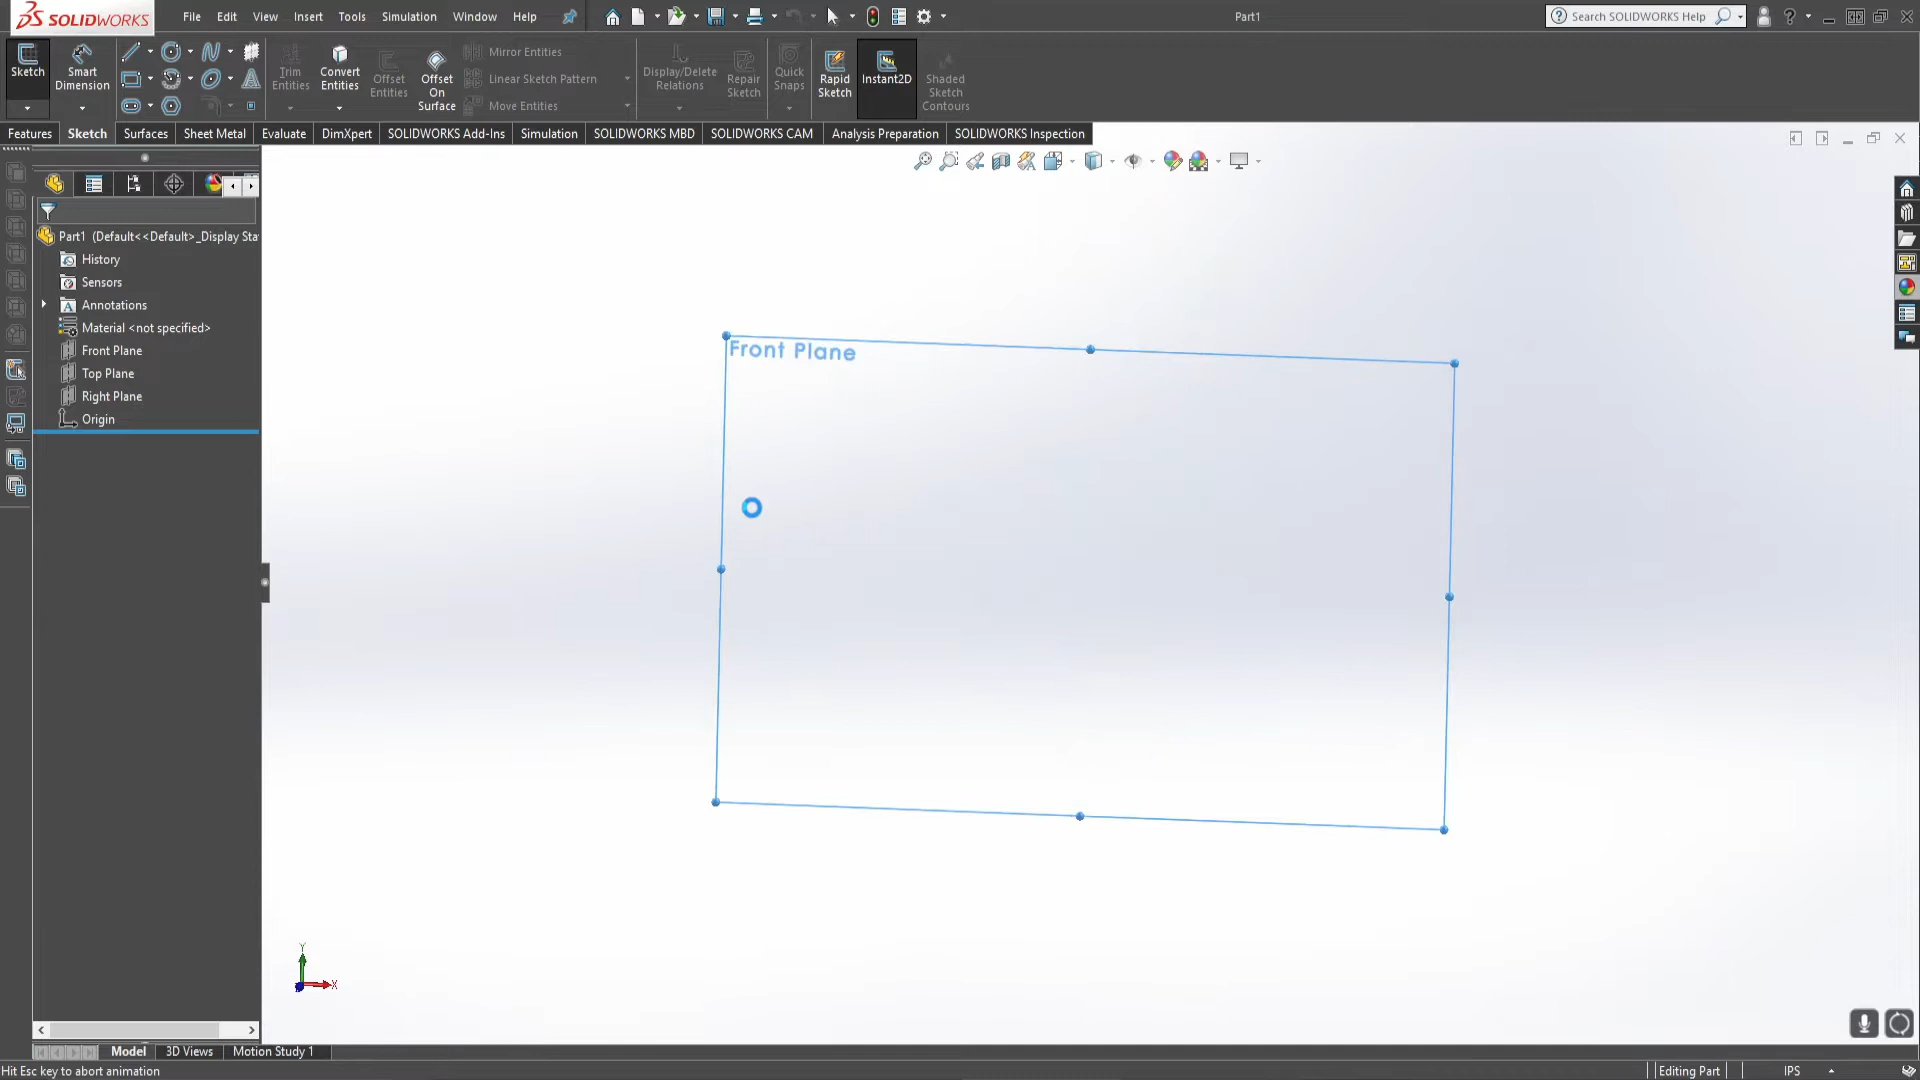 SOLIDWORKS File Edit View Insert Tools Simulation Window Help Part1 Search SOLIDWORKS Help
Sketch Smart Dimension Trim Entities Convert Entities Offset Entities Offset On Surface Mirror Entities Linear Sketch Pattern Move Entities Display/Delete Relations Repair Sketch Quick Snaps Rapid Sketch Instant2D Shaded Sketch Contours
Features Sketch Surfaces Sheet Metal Evaluate DimXpert SOLIDWORKS Add-Ins Simulation SOLIDWORKS MBD SOLIDWORKS CAM Analysis Preparation SOLIDWORKS Inspection
Part1 (Default<<Default>_Display Sta
History
Sensors
A Annotations
Material <not specified>
Front Plane
Top Plane
Right Plane
Origin
Front Plane
Y
X
Model 3D Views Motion Study 1
Hit Esc key to abort animation Editing Part IPS